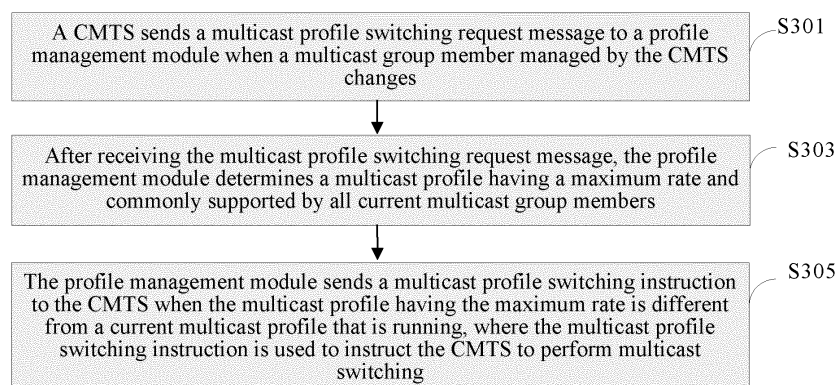 A CMTS sends a multicast profile switching request message to a profile
management module when a multicast group member managed by the CMTS
changes
S301
After receiving the multicast profile switching request message, the profile
management module determines a multicast profile having a maximum rate and
commonly supported by all current multicast group members
S303
The profile management module sends a multicast profile switching instruction
to the CMTS when the multicast profile having the maximum rate is different
from a current multicast profile that is running, where the multicast profile
switching instruction is used to instruct the CMTS to perform multicast
switching
S305